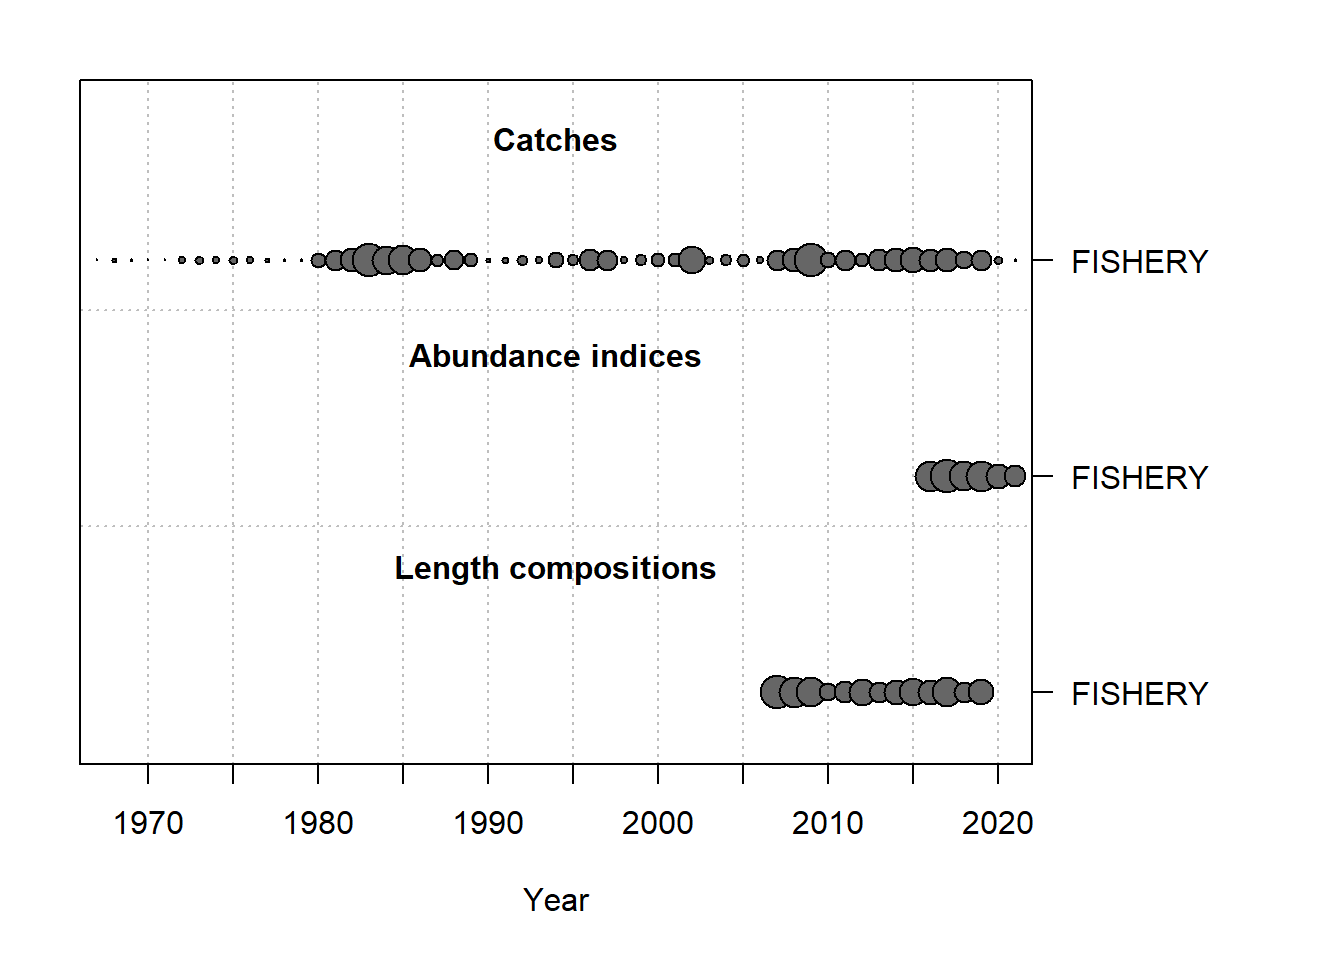 Catches
FISHERY
Abundance indices
FISHERY
Length compositions
FISHERY
1970 1980 1990 2000 2010 2020
Year